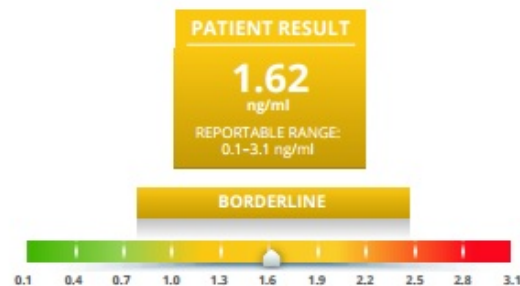 PATIENT RESULT
1.62
ng/ml
REPORTABLE RANGE:
0.1–3.1 ng/ml
BORDERLINE
0.1 0.4 0.7 1.0 1.3 1.6 1.9 2.2 2.5 2.8 3.1